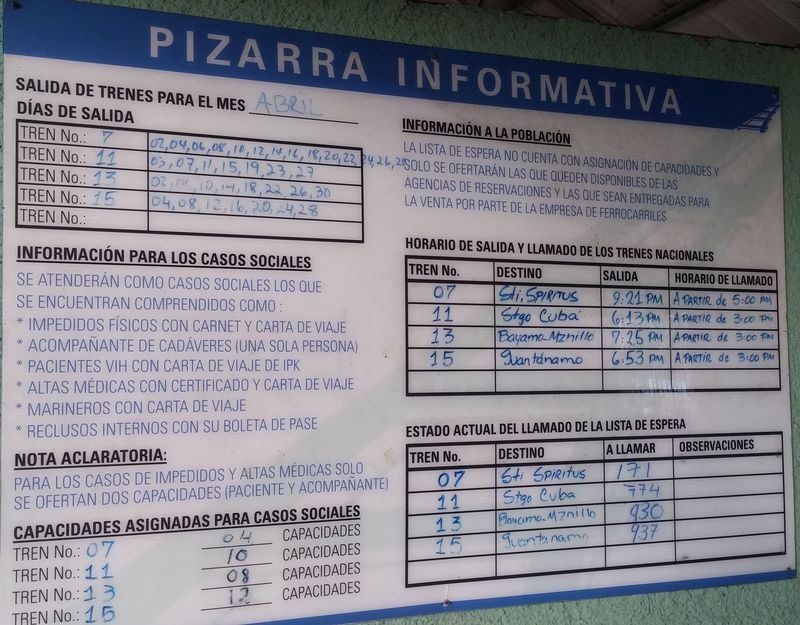 PIZARRA INFORMATIVA
SALIDA DE TRENES PARA EL MES ABRIL
DÍAS DE SALIDA
TREN No.: 7 02,04,06,08,10,12,14,16,18,20,22,24,26,28
TREN No.: 11 03,07,11,15,19,23,27
TREN No.: 13 02, 10,14,18,22,26,30
TREN No.: 15 04,08,12,16,20,24,28
TREN No.:
INFORMACIÓN PARA LOS CASOS SOCIALES
SE ATENDERÁN COMO CASOS SOCIALES LOS QUE
SE ENCUENTRAN COMPRENDIDOS COMO :
* IMPEDIDOS FÍSICOS CON CARNET Y CARTA DE VIAJE
* ACOMPAÑANTE DE CADÁVERES (UNA SOLA PERSONA)
* PACIENTES VIH CON CARTA DE VIAJE DE IPK
* ALTAS MÉDICAS CON CERTIFICADO Y CARTA DE VIAJE
* MARINEROS CON CARTA DE VIAJE
* RECLUSOS INTERNOS CON SU BOLETA DE PASE
NOTA ACLARATORIA:
PARA LOS CASOS DE IMPEDIDOS Y ALTAS MÉDICAS SOLO
SE OFERTAN DOS CAPACIDADES (PACIENTE Y ACOMPAÑANTE)
CAPACIDADES ASIGNADAS PARA CASOS SOCIALES
TREN No.: 07 04 CAPACIDADES
TREN No.: 11 10 CAPACIDADES
TREN No.: 13 08 CAPACIDADES
TREN No.: 15 12 CAPACIDADES
INFORMACIÓN A LA POBLACIÓN
LA LISTA DE ESPERA NO CUENTA CON ASIGNACIÓN DE CAPACIDADES Y
SOLO SE OFERTARÁN LAS QUE QUEDEN DISPONIBLES DE LAS
AGENCIAS DE RESERVACIONES Y LAS QUE SEAN ENTREGADAS PARA
LA VENTA POR PARTE DE LA EMPRESA DE FERROCARRILES
HORARIO DE SALIDA Y LLAMADO DE LOS TRENES NACIONALES
TREN No. DESTINO SALIDA HORARIO DE LLAMADO
07 Sti. SPIRITUS 9:21 PM A PARTIR de 5:00 PM
11 Stgo Cuba 6:13 PM A PARTIR de 3:00 PM
13 Bayamo-Mznillo 7:25 PM A PARTIR de 3:00 PM
15 Guantánamo 6:53 PM A PARTIR de 3:00 PM
ESTADO ACTUAL DEL LLAMADO DE LA LISTA DE ESPERA
TREN No. DESTINO A LLAMAR OBSERVACIONES
07 Sti Spiritus 171
11 Stgo Cuba 774
13 Bayamo-Mznillo 930
15 Guantanamo 937